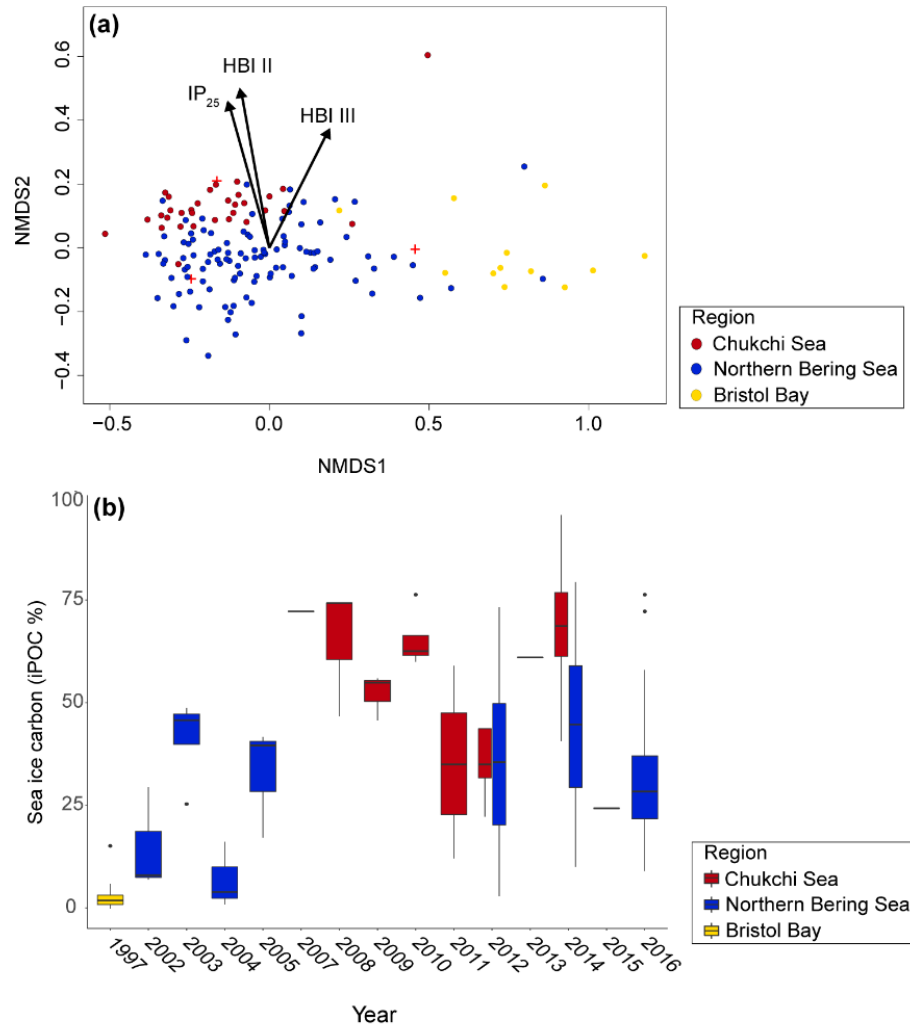 (a)
0.6
0.4
0.2
0.0
−0.2
−0.4
NMDS2
HBI II
IP25
HBI III
−0.5
0.0
0.5
1.0
NMDS1
Region
Chukchi Sea
Northern Bering Sea
Bristol Bay
(b)
100
75
50
25
0
Sea ice carbon (iPOC %)
1997
2002
2003
2004
2005
2007
2008
2009
2010
2011
2012
2013
2014
2015
2016
Year
Region
Chukchi Sea
Northern Bering Sea
Bristol Bay